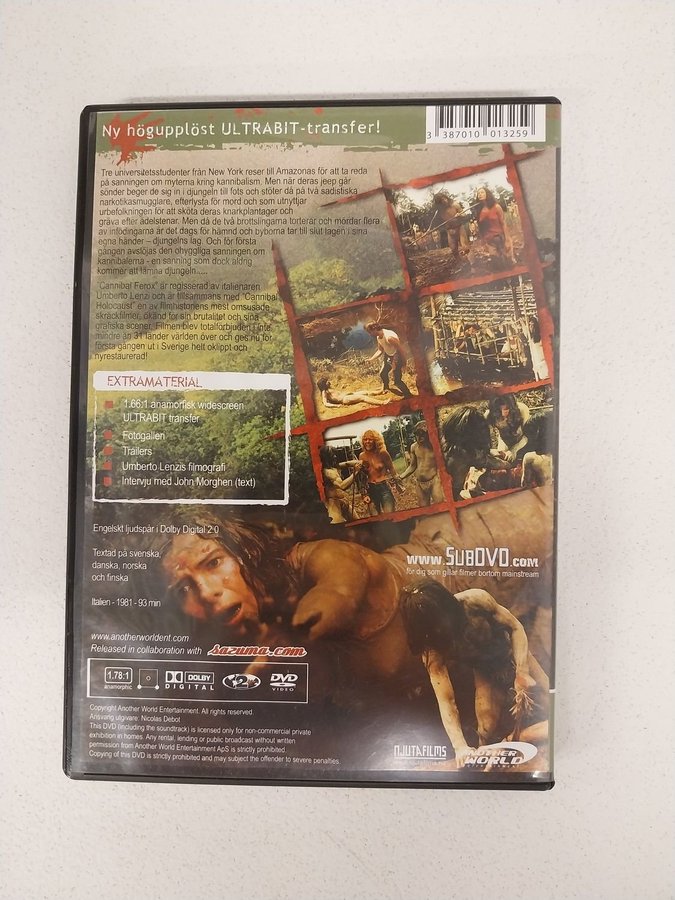 Ny högupplöst ULTRABIT-transfer!
3 387010 013259
Tre universitetsstudenter från New York reser till Amazonas för att ta reda
på sanningen om myterna kring kannibalism. Men när deras jeep går
sönder beger de sig in i djungeln till fots och stöter då på två sadistiska
narkotikasmugglare, efterlysta för mord och som utnyttjar
urbefolkningen för att sköta deras knarkplantager och
gräva efter ädelstenar. Men då de två brottslingarna torterar och mördar flera
av infödingarna är det dags för hämnd och byborna tar till slut lagen i sina
egna händer – djungelns lag. Och för första
gången avslöjas den ohyggliga sanningen om
kannibalerna - en sanning som dock aldrig
kommer att lämna djungeln.....
"Cannibal Ferox" är regisserad av italienaren
Umberto Lenzi och är tillsammans med "Cannibal
Holocaust" en av filmhistoriens mest omsusade
skräckfilmer, ökänd för sin brutalitet och sina
grafiska scener. Filmen blev totalförbjuden i inte
mindre än 31 länder världen över och ges nu för
första gången ut i Sverige helt oklippt och
nyrestaurerad!
EXTRAMATERIAL
1.66:1 anamorfisk widescreen
ULTRABIT transfer
Fotogalleri
Trailers
Umberto Lenzis filmografi
Intervju med John Morghen (text)
Engelskt ljudspår i Dolby Digital 2.0
Textad på svenska,
danska, norska
och finska
Italien - 1981 - 93 min
www.SubDVD.com
för dig som gillar filmer bortom mainstream
www.anotherworldent.com
Released in collaboration with sazuma.com
1.78:1
anamorphic
DOLBY
DIGITAL
2
DVD
VIDEO
Copyright Another World Entertainment. All rights reserved.
Ansvarig utgivare: Nicolas Debot
This DVD (including the soundtrack) is licensed only for non-commercial private
exhibition in homes. Any rental, lending or public broadcast without written
permission from Another World Entertainment ApS is strictly prohibited.
Copying of this DVD is strictly prohibited and may subject the offender to severe penalties.
NJUTAFILMS
ANOTHER
WORLD
ENTERTAINMENT